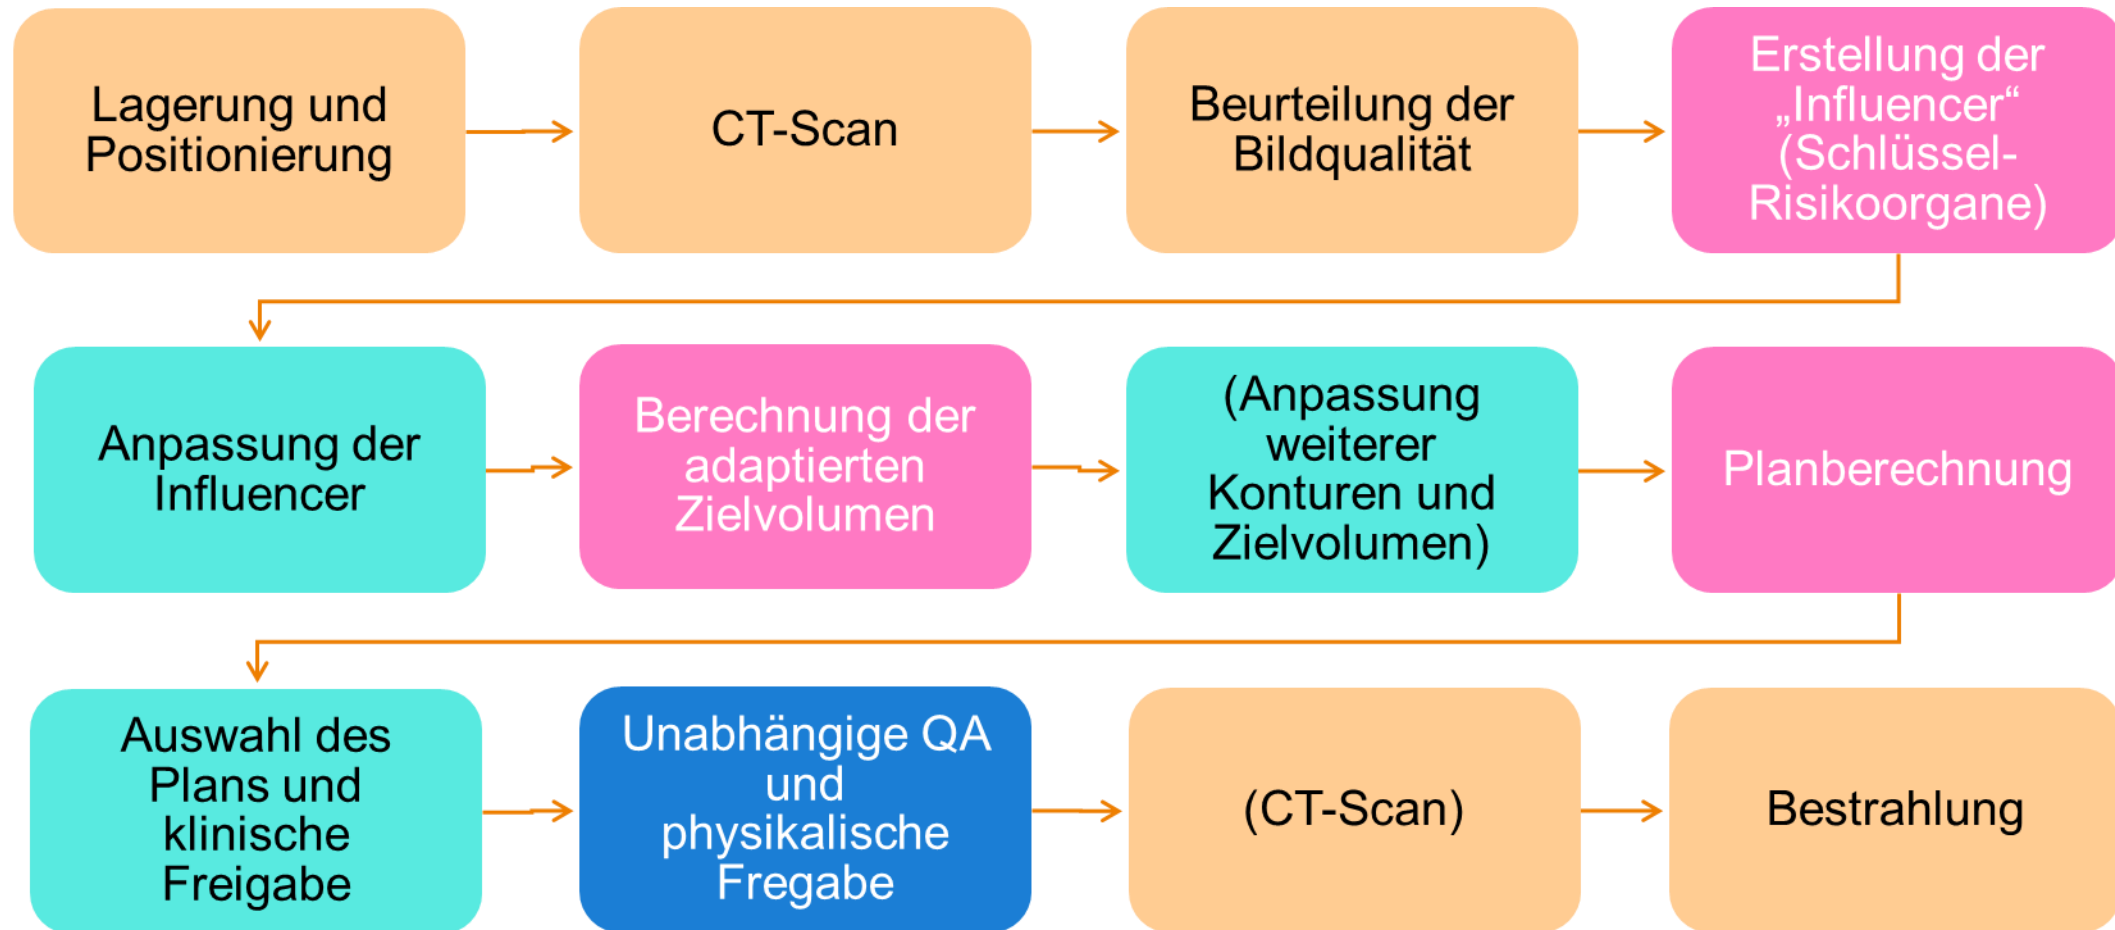 Lagerung und
Positionierung
CT-Scan
Beurteilung der
Bildqualität
Erstellung der
„Influencer“
(Schlüssel-
Risikoorgane)
Anpassung der
Influencer
Berechnung der
adaptierten
Zielvolumen
(Anpassung
weiterer
Konturen und
Zielvolumen)
Planberechnung
Auswahl des
Plans und
klinische
Freigabe
Unabhängige QA
und
physikalische
Fregabe
(CT-Scan)
Bestrahlung